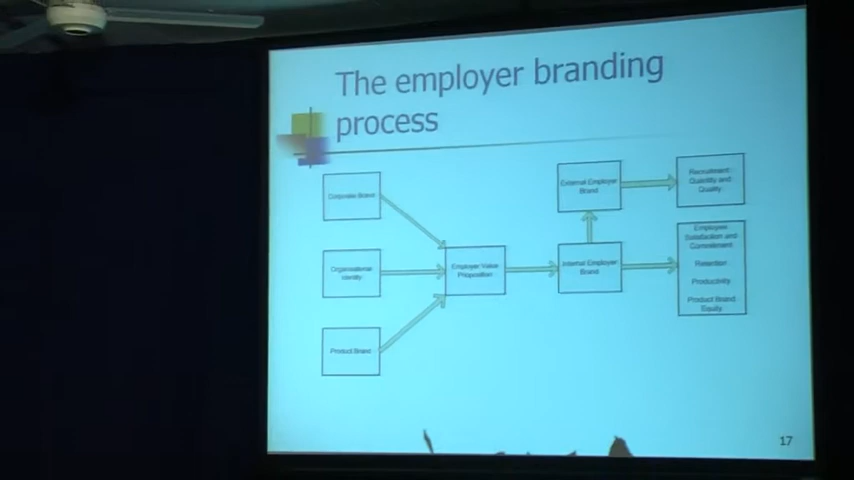 The employer branding
process
Corporate Brand
Organisational
Identity
Product Brand
Employer Value
Proposition
External Employer
Brand
Internal Employer
Brand
Recruitment:
Quantity and
Quality
Employee
Satisfaction and
Commitment
Retention
Productivity
Product Brand
Equity
17